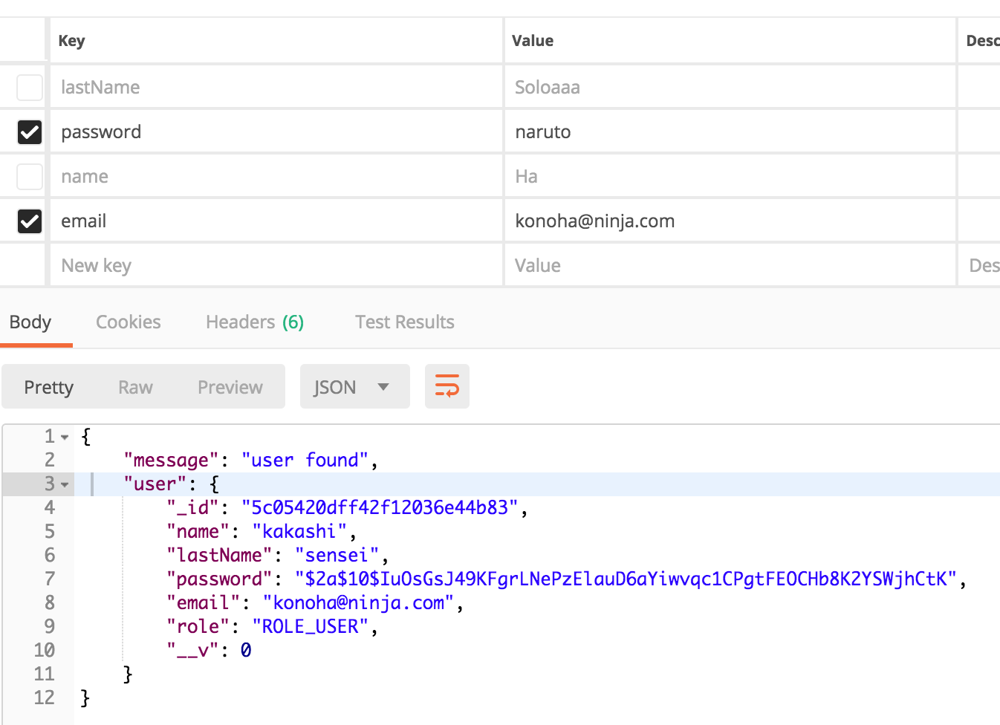 Key Value Desc
lastName Soloaaa
password naruto
name Ha
email konoha@ninja.com
New key Value Des
Body Cookies Headers (6) Test Results
Pretty Raw Preview JSON
1 {
2 "message": "user found",
3 "user": {
4 "_id": "5c05420dff42f12036e44b83",
5 "name": "kakashi",
6 "lastName": "sensei",
7 "password": "$2a$10$IuOsGsJ49KFgrLNePzElauD6aYiwvqc1CPgtFEOCHb8K2YSWjhCtK",
8 "email": "konoha@ninja.com",
9 "role": "ROLE_USER",
10 "__v": 0
11 }
12 }